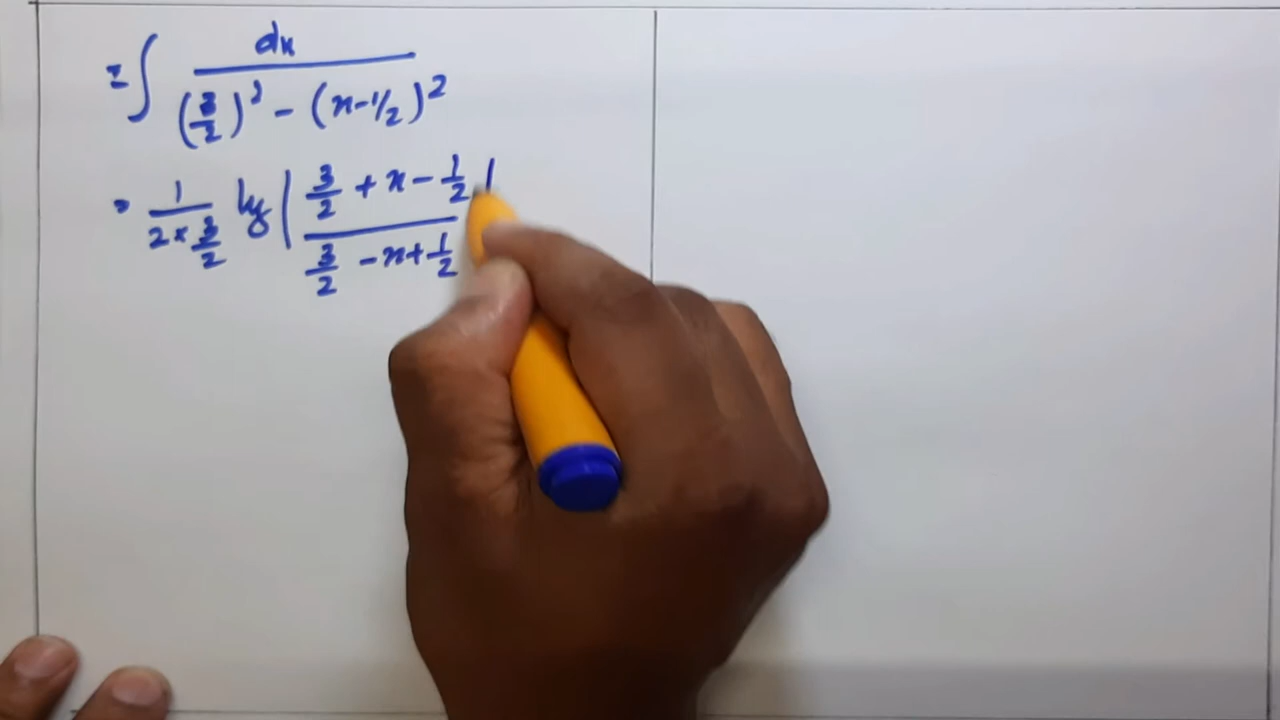 = ∫ dx / (3/2)² - (x-1/2)²
= 1 / 2×3/2 log | 3/2 + x - 1/2 / 3/2 - x + 1/2 |